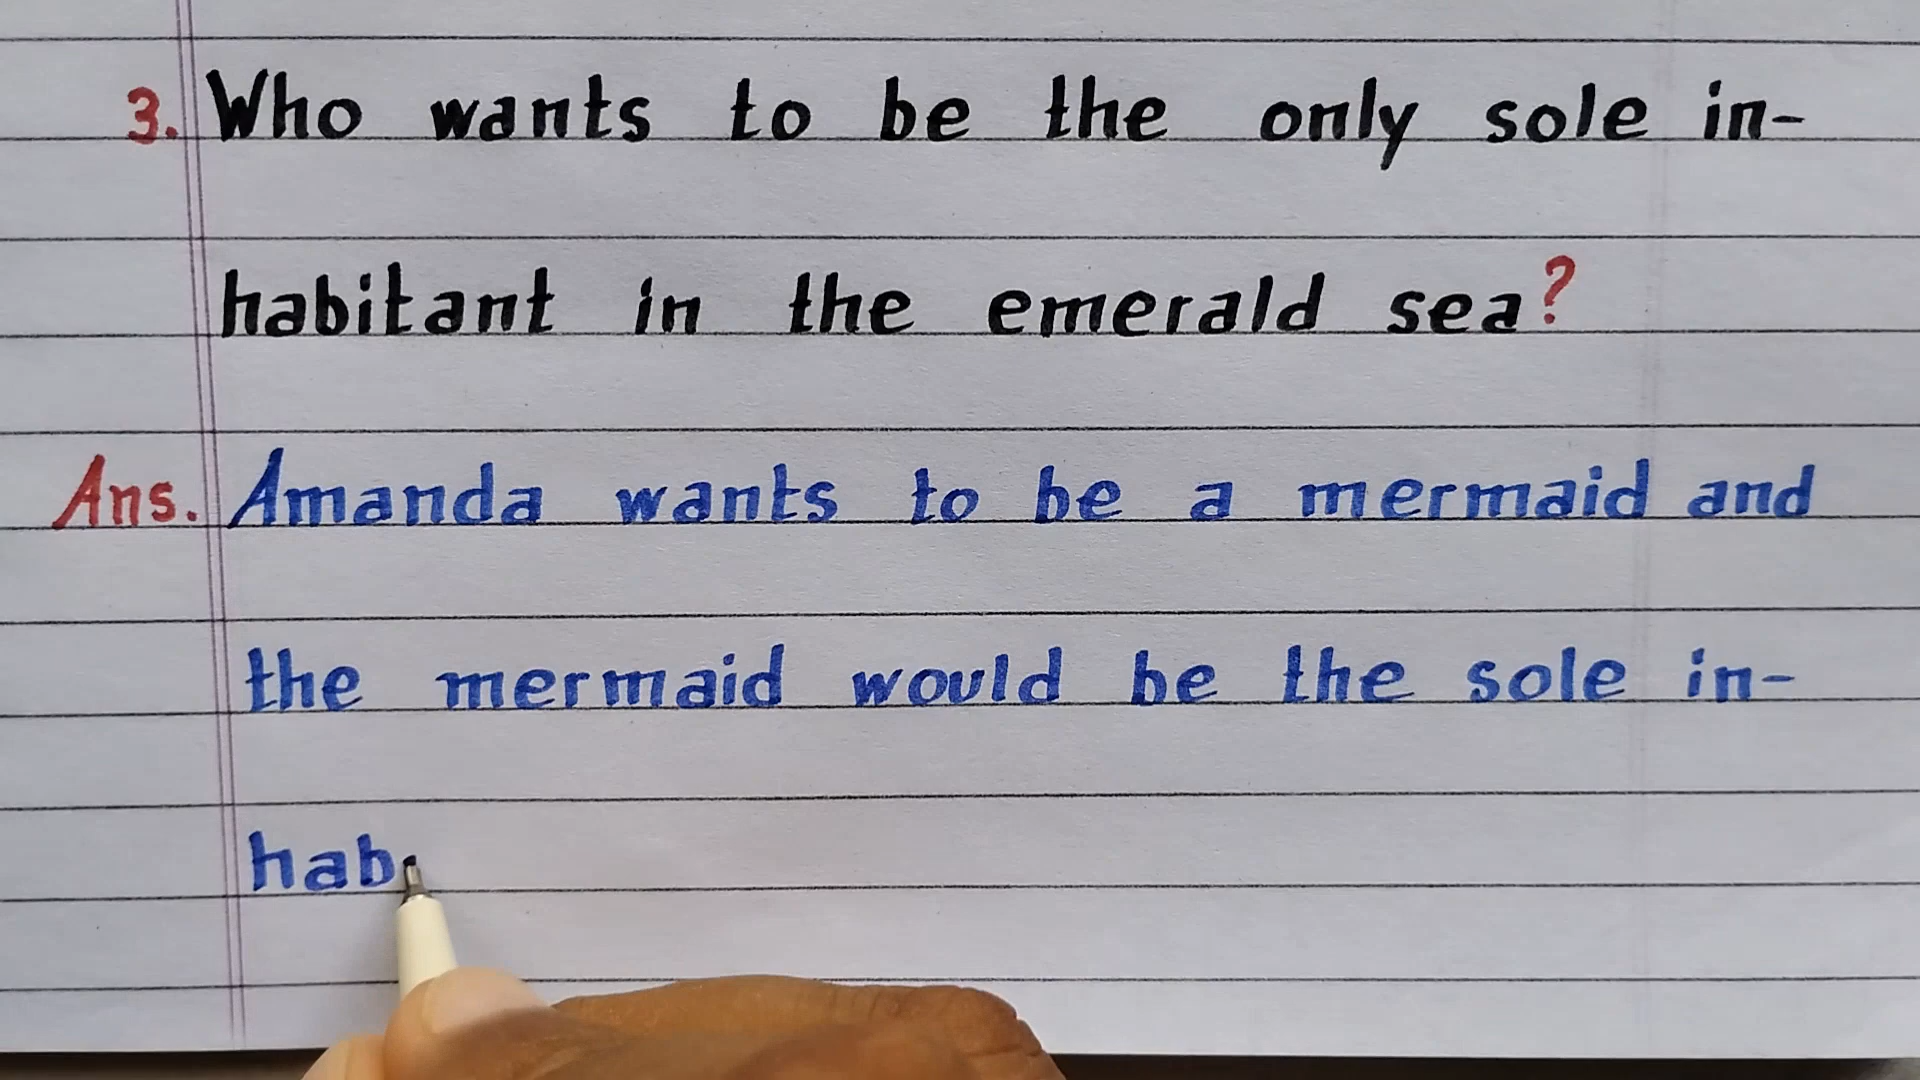 3. Who wants to be the only sole in-
habitant in the emerald sea?
Ans. Amanda wants to be a mermaid and
the mermaid would be the sole in-
hab